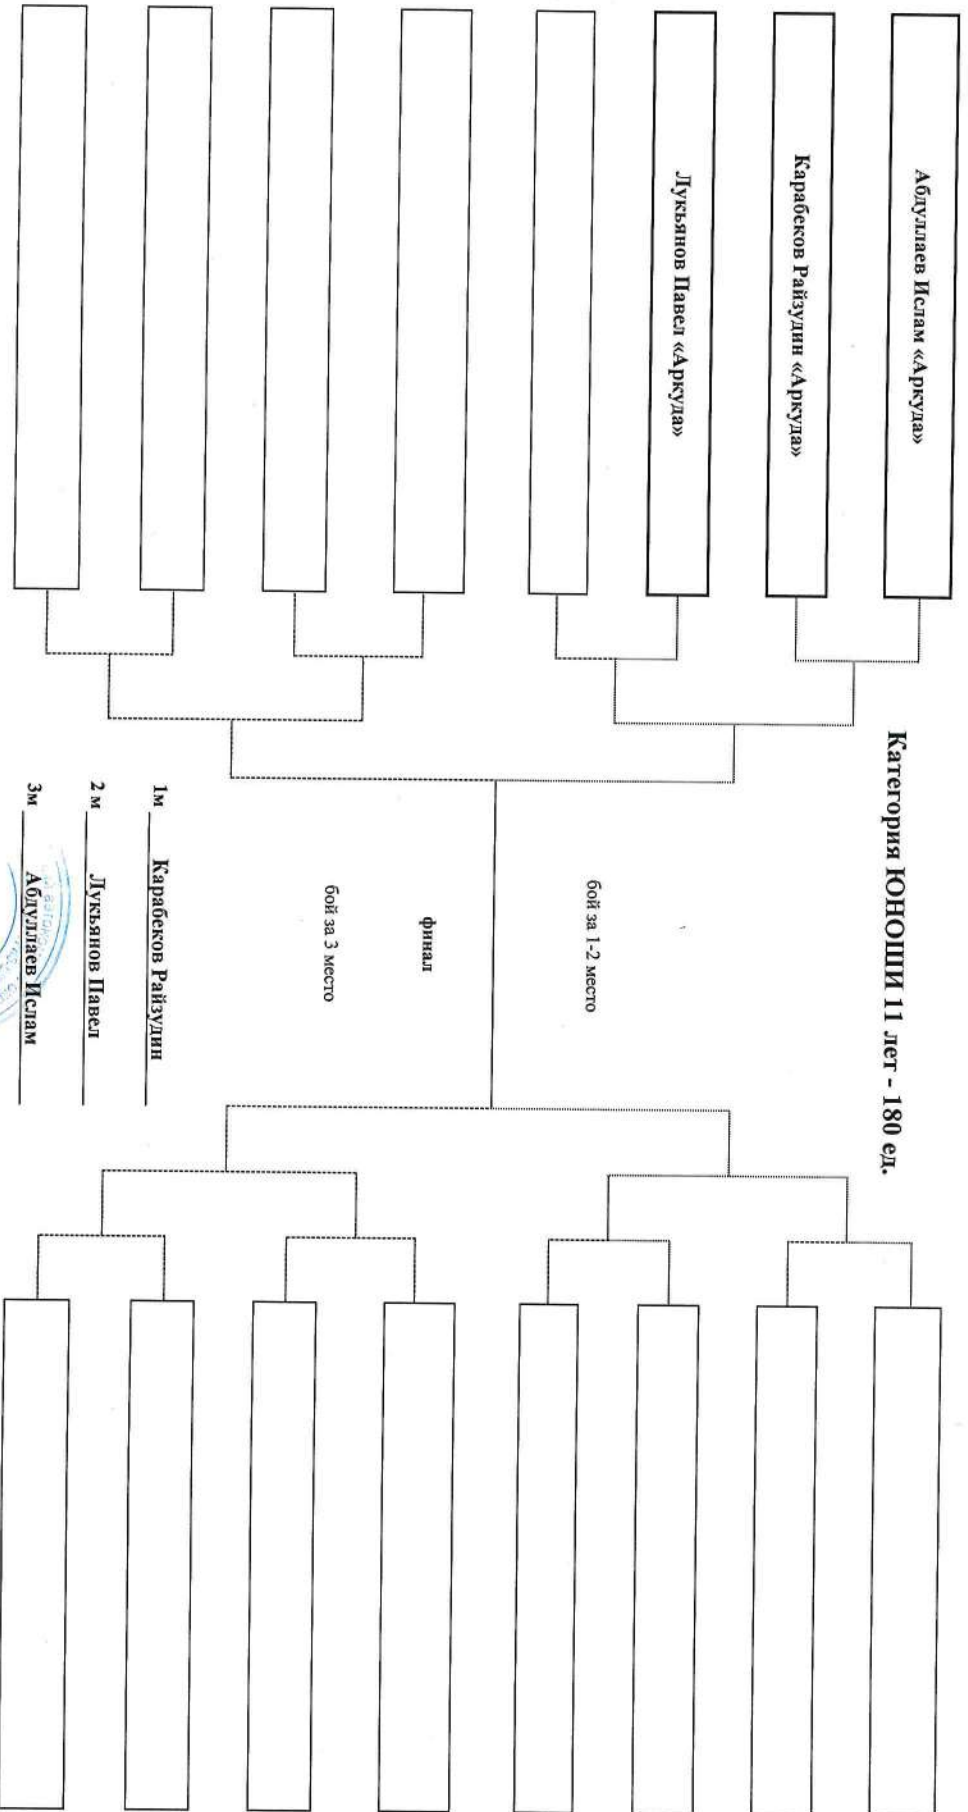 Категория ЮНОШИ 11 лет - 180 ед.
Абдуллаев Ислам «Аркуда»
Карабеков Райзудин «Аркуда»
Лукьянов Павел «Аркуда»
бой за 1-2 место
финал
бой за 3 место
1м Карабеков Райзудин
2 м Лукьянов Павел
3м Абдуллаев Ислам